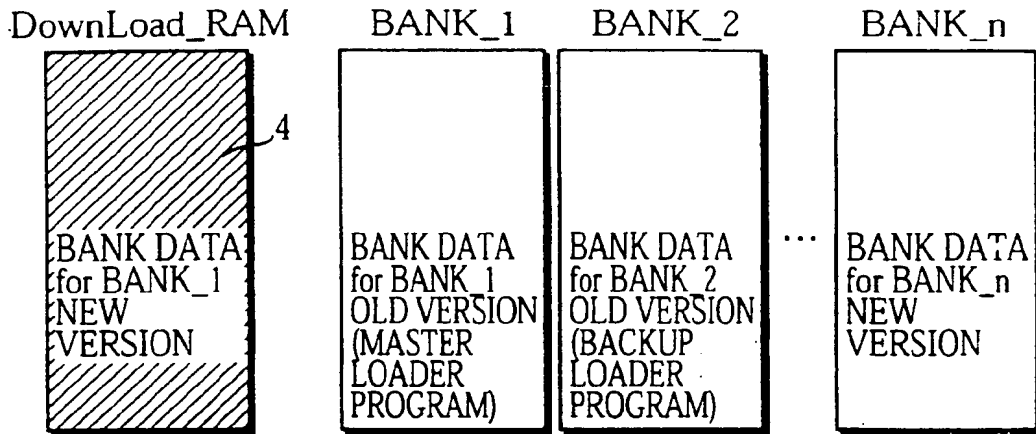 DownLoad_RAM
BANK_1
BANK_2
BANK_n
4
BANK DATA
for BANK_1
NEW
VERSION
BANK DATA
for BANK_1
OLD VERSION
(MASTER
LOADER
PROGRAM)
BANK DATA
for BANK_2
OLD VERSION
(BACKUP
LOADER
PROGRAM)
...
BANK DATA
for BANK_n
NEW
VERSION